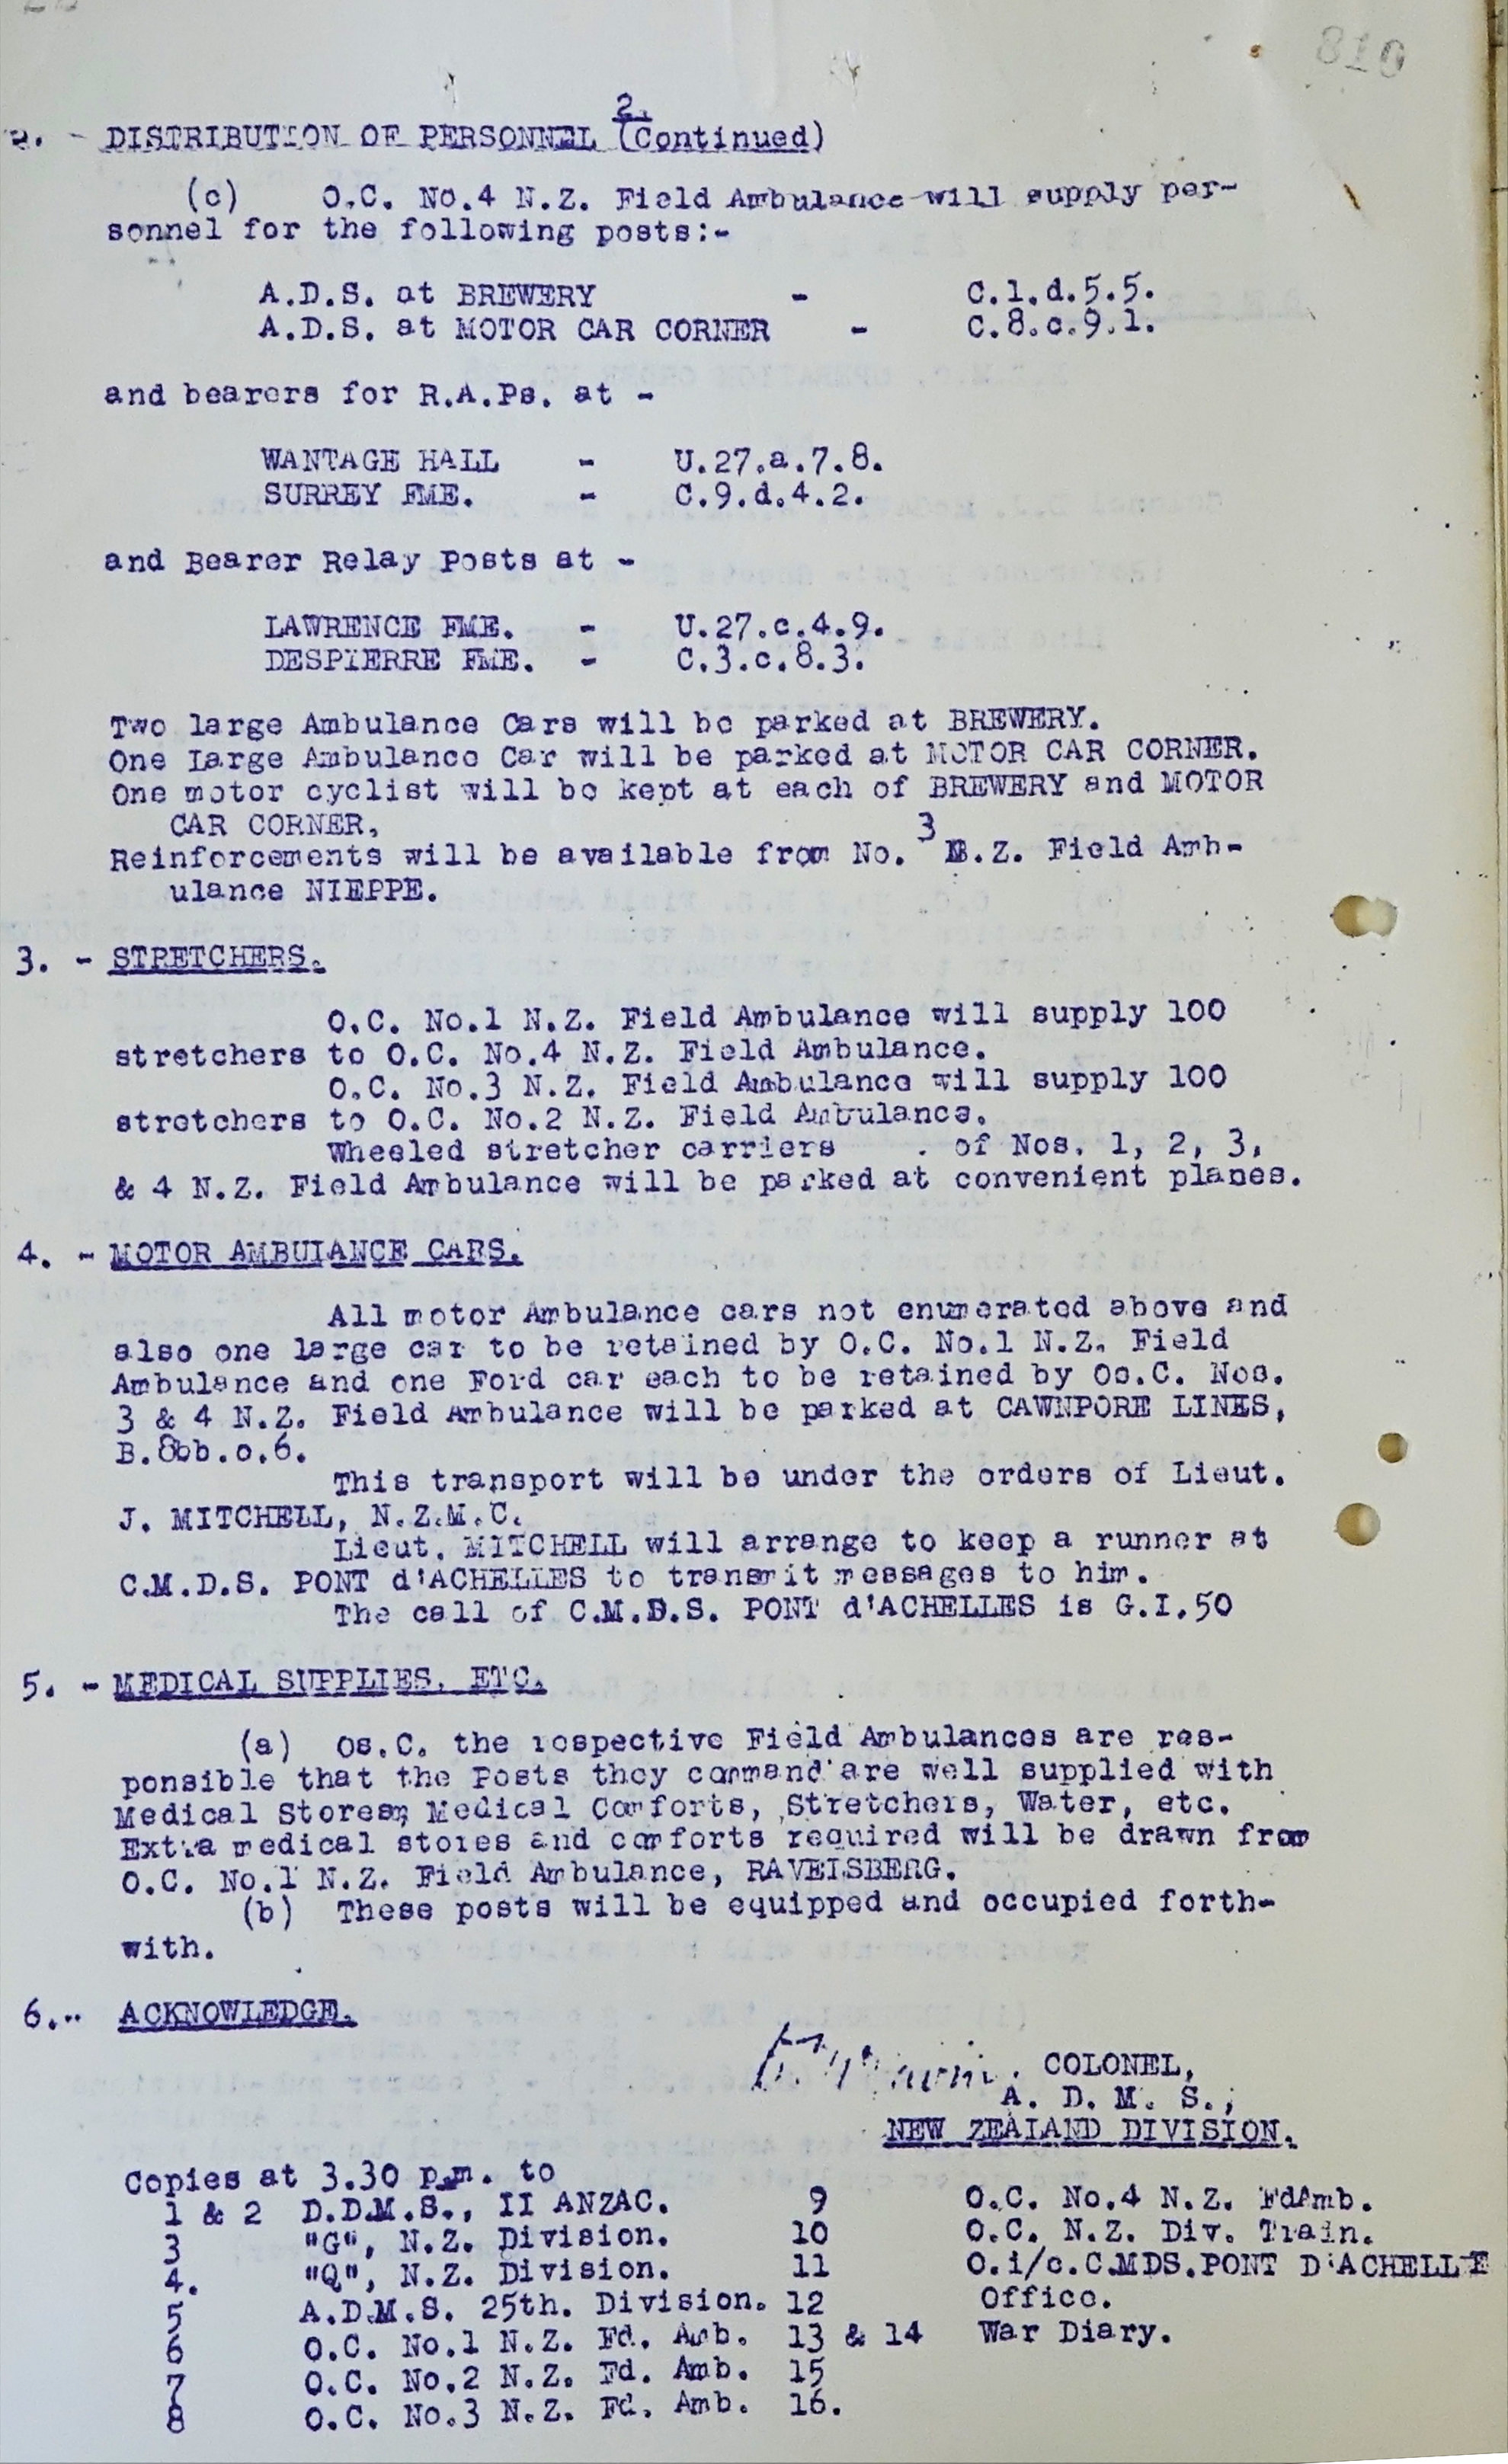 810
2.
2. - DISTRIBUTION OF PERSONNEL (Continued)
(c) O.C. No.4 N.Z. Field Ambulance will supply per-
sonnel for the following posts:-
A.D.S. at BREWERY - C.1.d.5.5.
A.D.S. at MOTOR CAR CORNER - C.8.c.9.1.
and bearers for R.A.Ps. at -
WANTAGE HALL - U.27.a.7.8.
SURREY FME. - C.9.d.4.2.
and Bearer Relay Posts at -
LAWRENCE FME. - U.27.c.4.9.
DESPIERRE FME. - C.3.c.8.3.
Two large Ambulance Cars will be parked at BREWERY.
One Large Ambulance Car will be parked at MOTOR CAR CORNER.
One motor cyclist will be kept at each of BREWERY and MOTOR
CAR CORNER.
Reinforcements will be available from No. 3 N.Z. Field Amb-
ulance NIEPPE.
3. - STRETCHERS.
O.C. No.1 N.Z. Field Ambulance will supply 100
stretchers to O.C. No.4 N.Z. Field Ambulance.
O.C. No.3 N.Z. Field Ambulance will supply 100
stretchers to O.C. No.2 N.Z. Field Ambulance.
Wheeled stretcher carriers of Nos. 1, 2, 3,
& 4 N.Z. Field Ambulance will be parked at convenient planes.
4. - MOTOR AMBULANCE CARS.
All motor Ambulance cars not enumerated above and
also one large car to be retained by O.C. No.1 N.Z. Field
Ambulance and one Ford car each to be retained by Os.C. Nos.
3 & 4 N.Z. Field Ambulance will be parked at CAWNPORE LINES,
B.8bb.o.6.
This transport will be under the orders of Lieut.
J. MITCHELL, N.Z.M.C.
Lieut. MITCHELL will arrange to keep a runner at
C.M.D.S. PONT d'ACHELLES to transmit messages to him.
The call of C.M.D.S. PONT d'ACHELLES is G.I.50
5. - MEDICAL SUPPLIES. ETC.
(a) Os.C. the respective Field Ambulances are res-
ponsible that the Posts they command are well supplied with
Medical Stores, Medical Comforts, Stretchers, Water, etc.
Extra medical stores and comforts required will be drawn from
O.C. No.1 N.Z. Field Ambulance, RAVELSBERG.
(b) These posts will be equipped and occupied forth-
with.
6.- ACKNOWLEDGE.
COLONEL,
A. D. M. S.,
NEW ZEALAND DIVISION.
Copies at 3.30 p.m. to
1 & 2 D.D.M.S., II ANZAC. 9 O.C. No.4 N.Z. FdAmb.
3 "G", N.Z. Division. 10 O.C. N.Z. Div. Train.
4. "Q", N.Z. Division. 11 O.i/c.C.MDS.PONT D'ACHELLE
5 A.D.M.S. 25th. Division. 12 Office.
6 O.C. No.1 N.Z. Fd. Amb. 13 & 14 War Diary.
7 O.C. No.2 N.Z. Fd. Amb. 15
8 O.C. No.3 N.Z. Fd. Amb. 16.